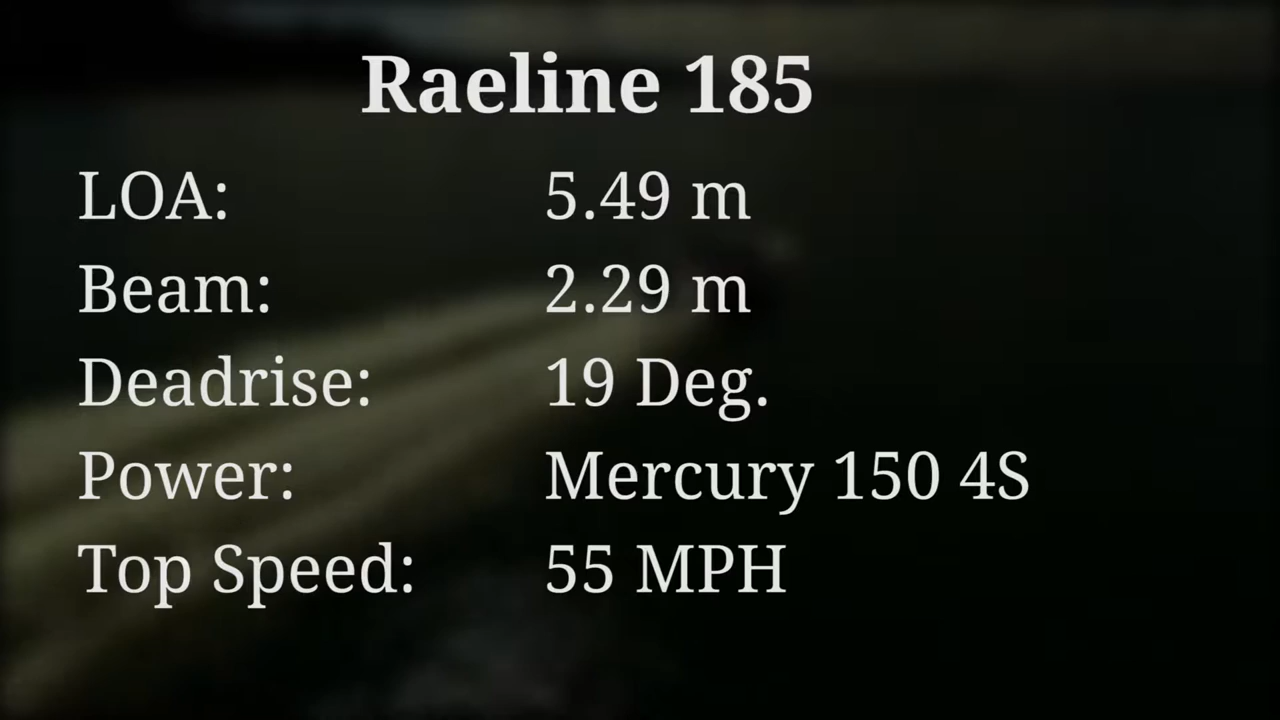 Raeline 185
LOA: 5.49 m
Beam: 2.29 m
Deadrise: 19 Deg.
Power: Mercury 150 4S
Top Speed: 55 MPH